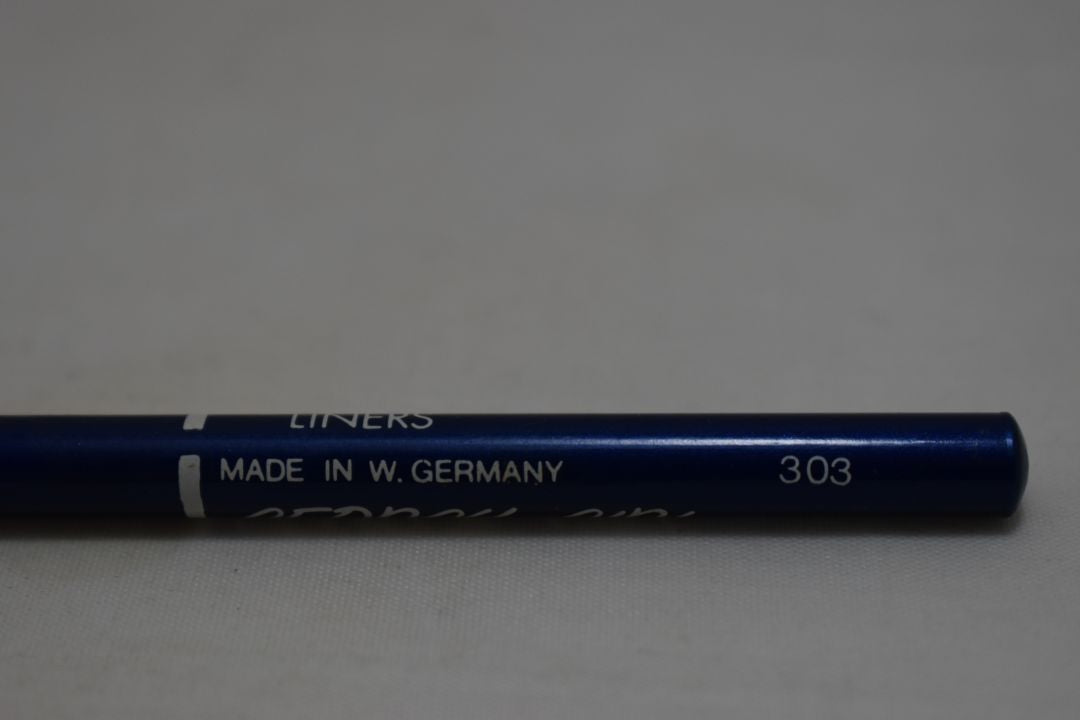 LINERS
MADE IN W. GERMANY 303